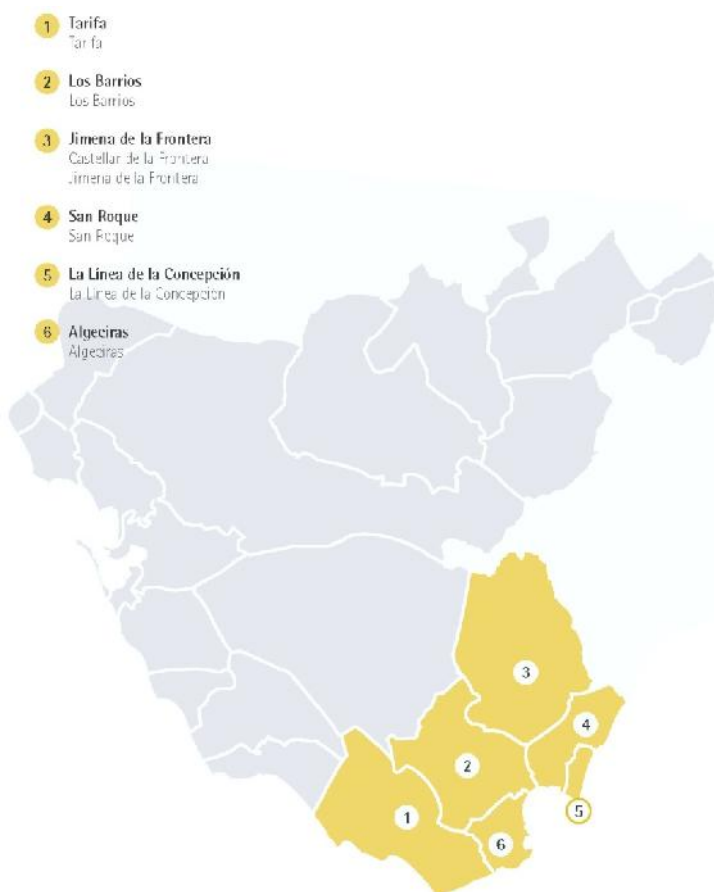 1 Tarifa
Tarifa
2 Los Barrios
Los Barrios
3 Jimena de la Frontera
Castellar de la Frontera
Jimena de la Frontera
4 San Roque
San Roque
5 La Línea de la Concepción
La Línea de la Concepción
6 Algeciras
Algeciras
3
4
2
5
1
6